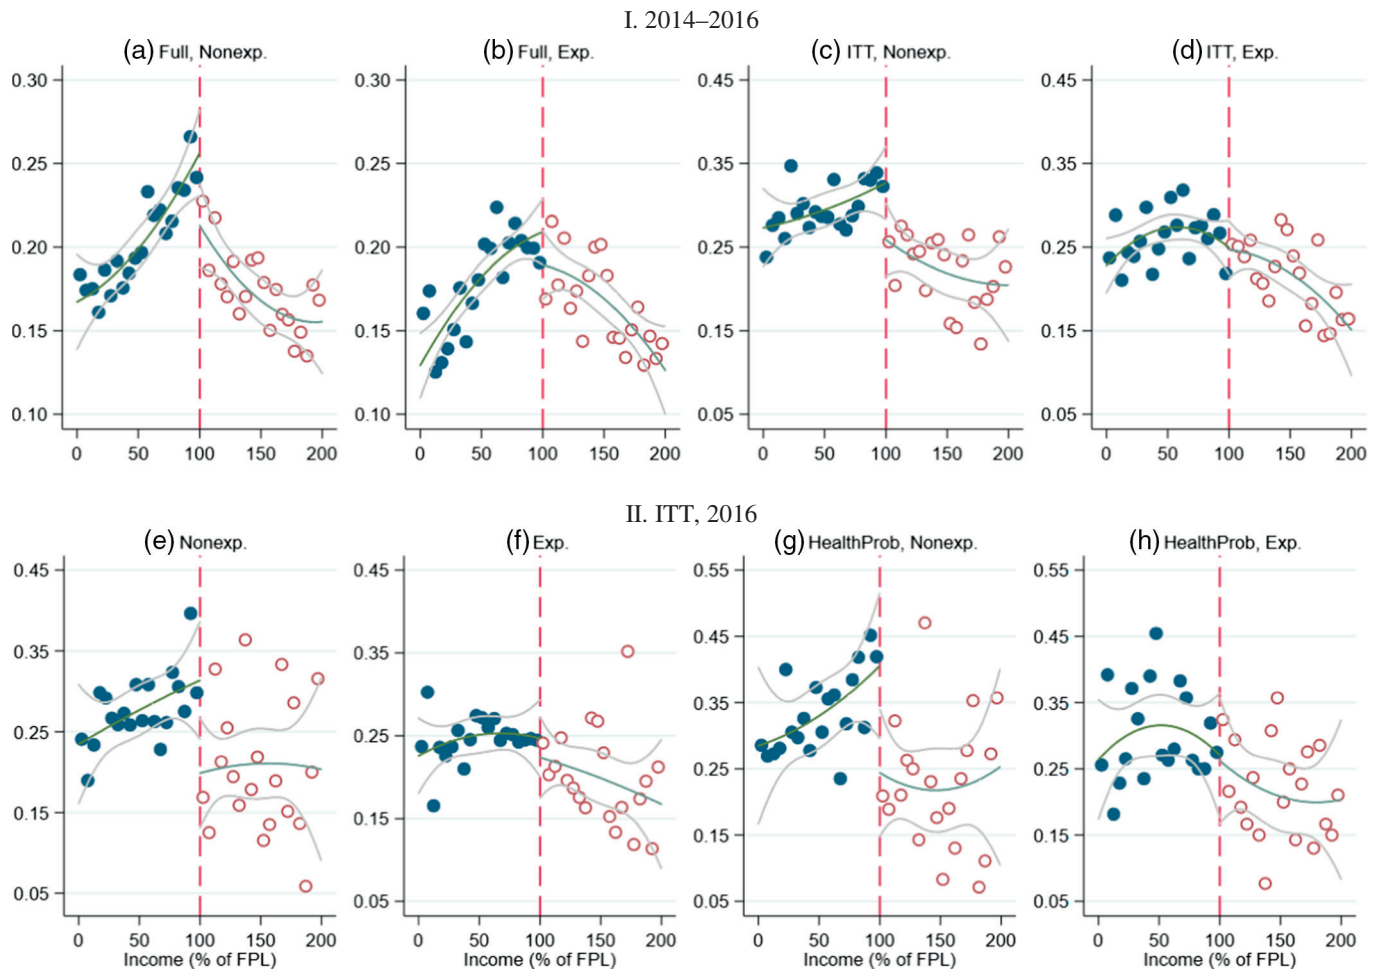 I. 2014–2016
(a) Full, Nonexp.
(b) Full, Exp.
(c) ITT, Nonexp.
(d) ITT, Exp.
0.30 0.30 0.45 0.45
0.25 0.25 0.35 0.35
0.20 0.20 0.25 0.25
0.15 0.15 0.15 0.15
0.10 0.10 0.05 0.05
0 50 100 150 200 0 50 100 150 200 0 50 100 150 200 0 50 100 150 200
II. ITT, 2016
(e) Nonexp.
(f) Exp.
(g) HealthProb, Nonexp.
(h) HealthProb, Exp.
0.45 0.45 0.55 0.55
0.35 0.35 0.45 0.45
0.25 0.25 0.35 0.35
0.15 0.15 0.25 0.25
0.05 0.05 0.15 0.15
0.05 0.05
0 50 100 150 200 0 50 100 150 200 0 50 100 150 200 0 50 100 150 200
Income (% of FPL) Income (% of FPL) Income (% of FPL) Income (% of FPL)